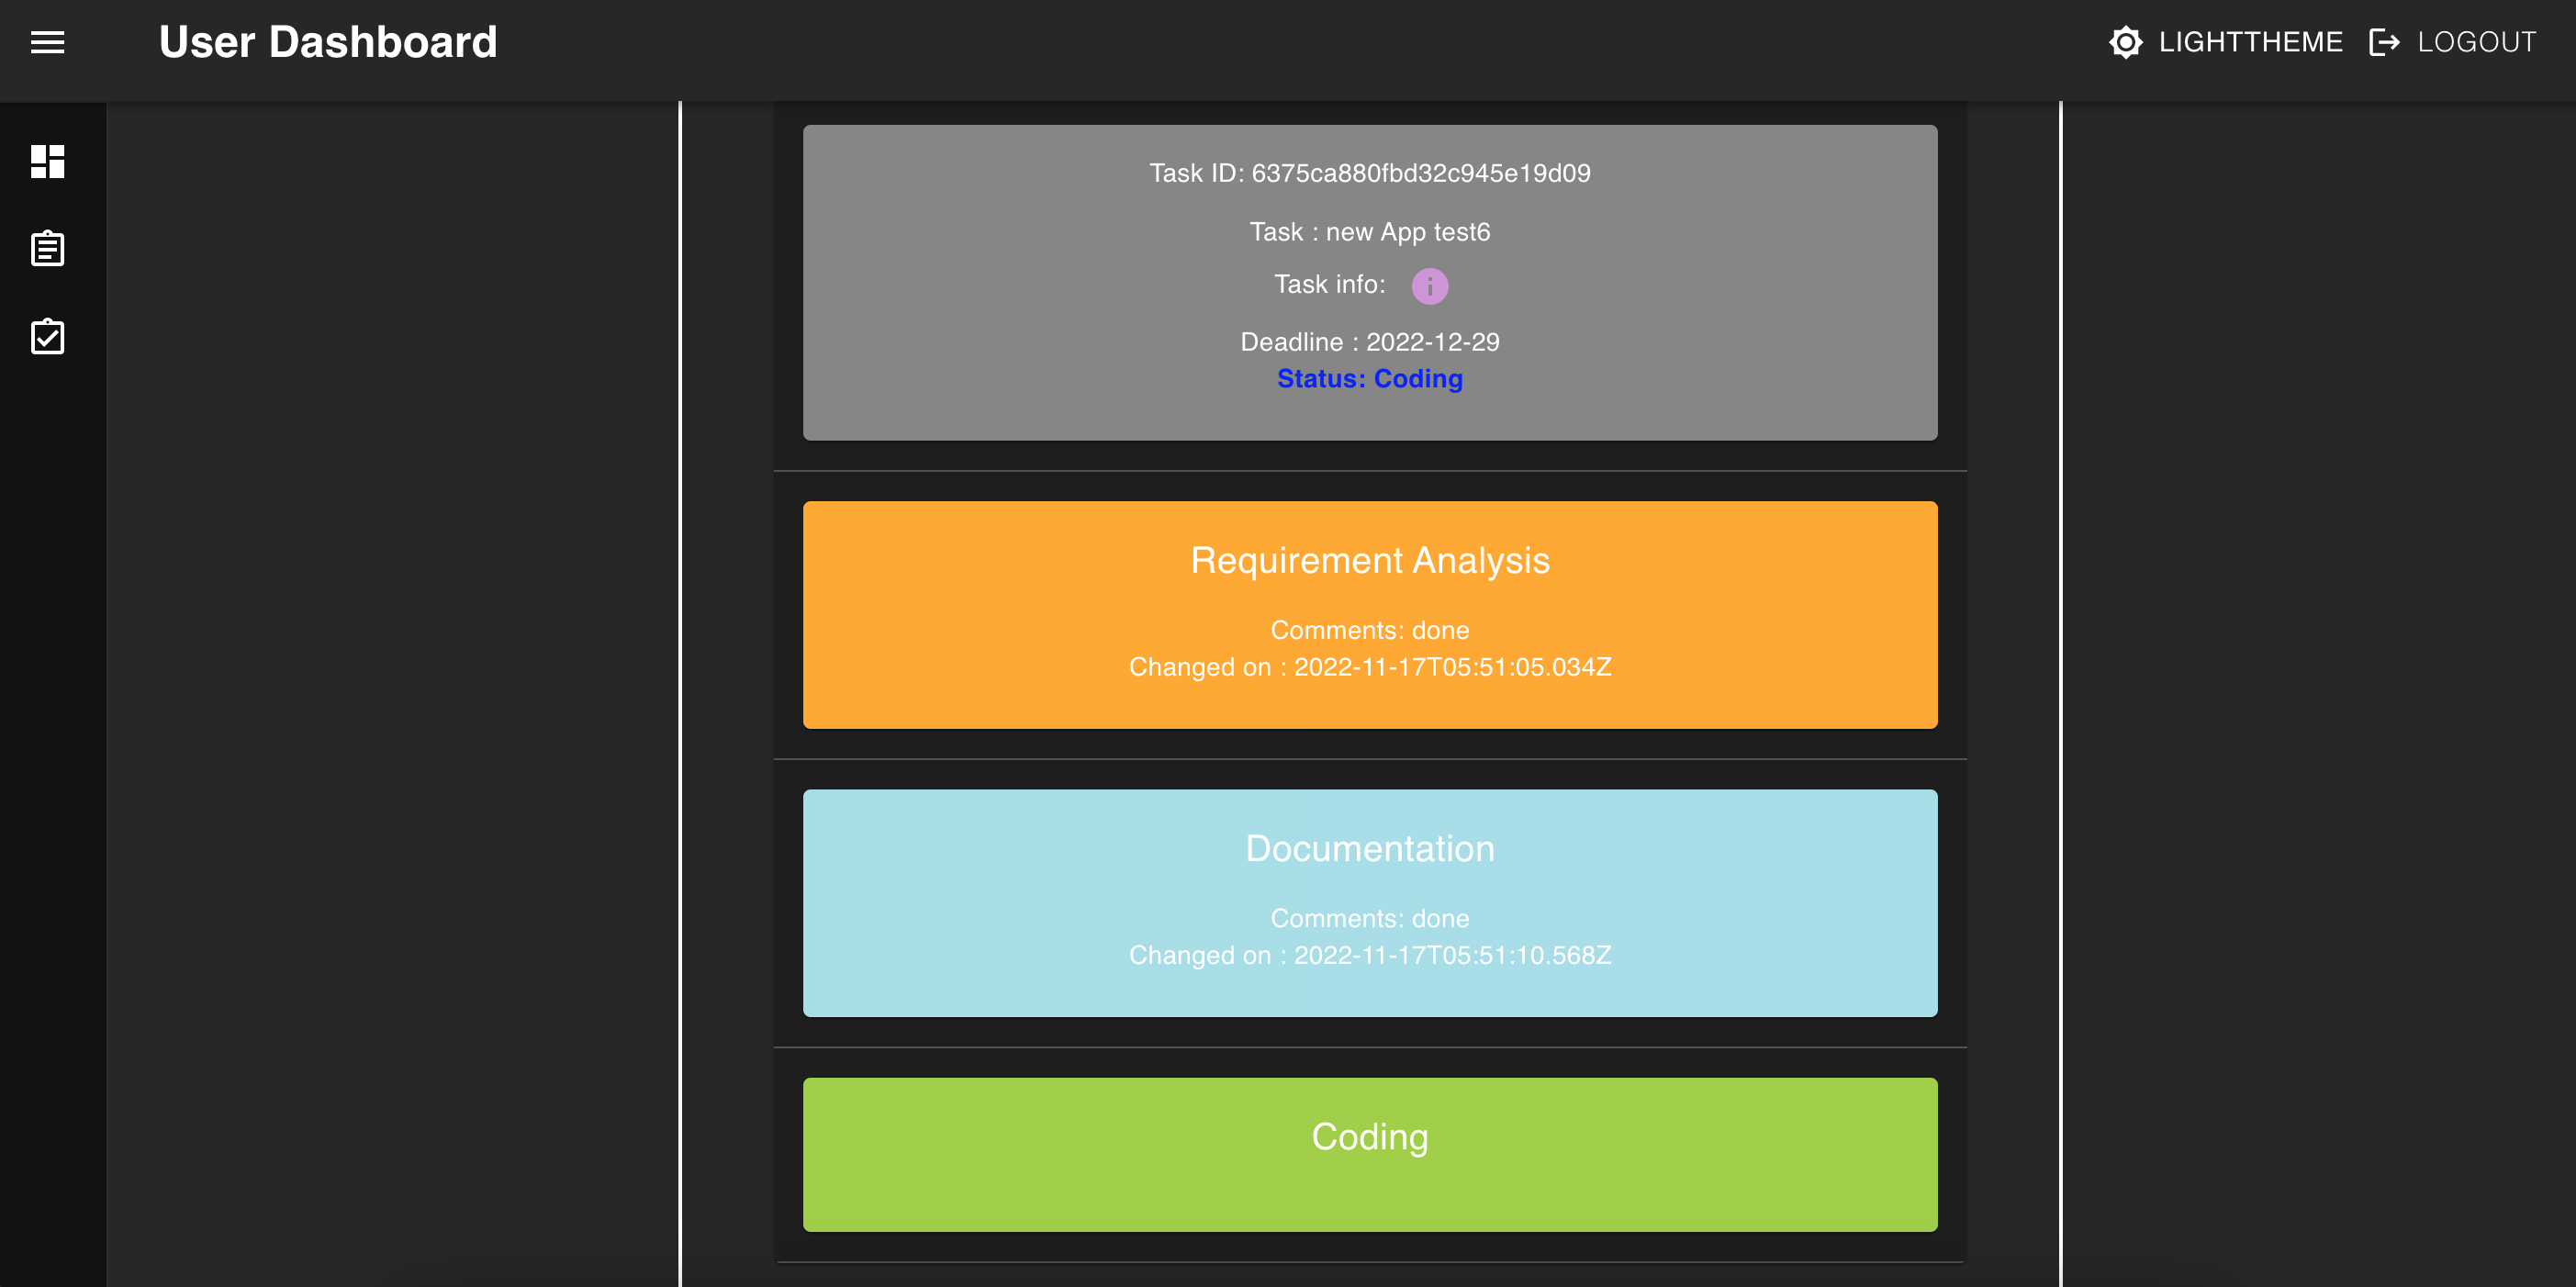 User Dashboard
LIGHTTHEME
LOGOUT
Task ID: 6375ca880fbd32c945e19d09
Task : new App test6
Task info:
Deadline : 2022-12-29
Status: Coding
Requirement Analysis
Comments: done
Changed on : 2022-11-17T05:51:05.034Z
Documentation
Comments: done
Changed on : 2022-11-17T05:51:10.568Z
Coding